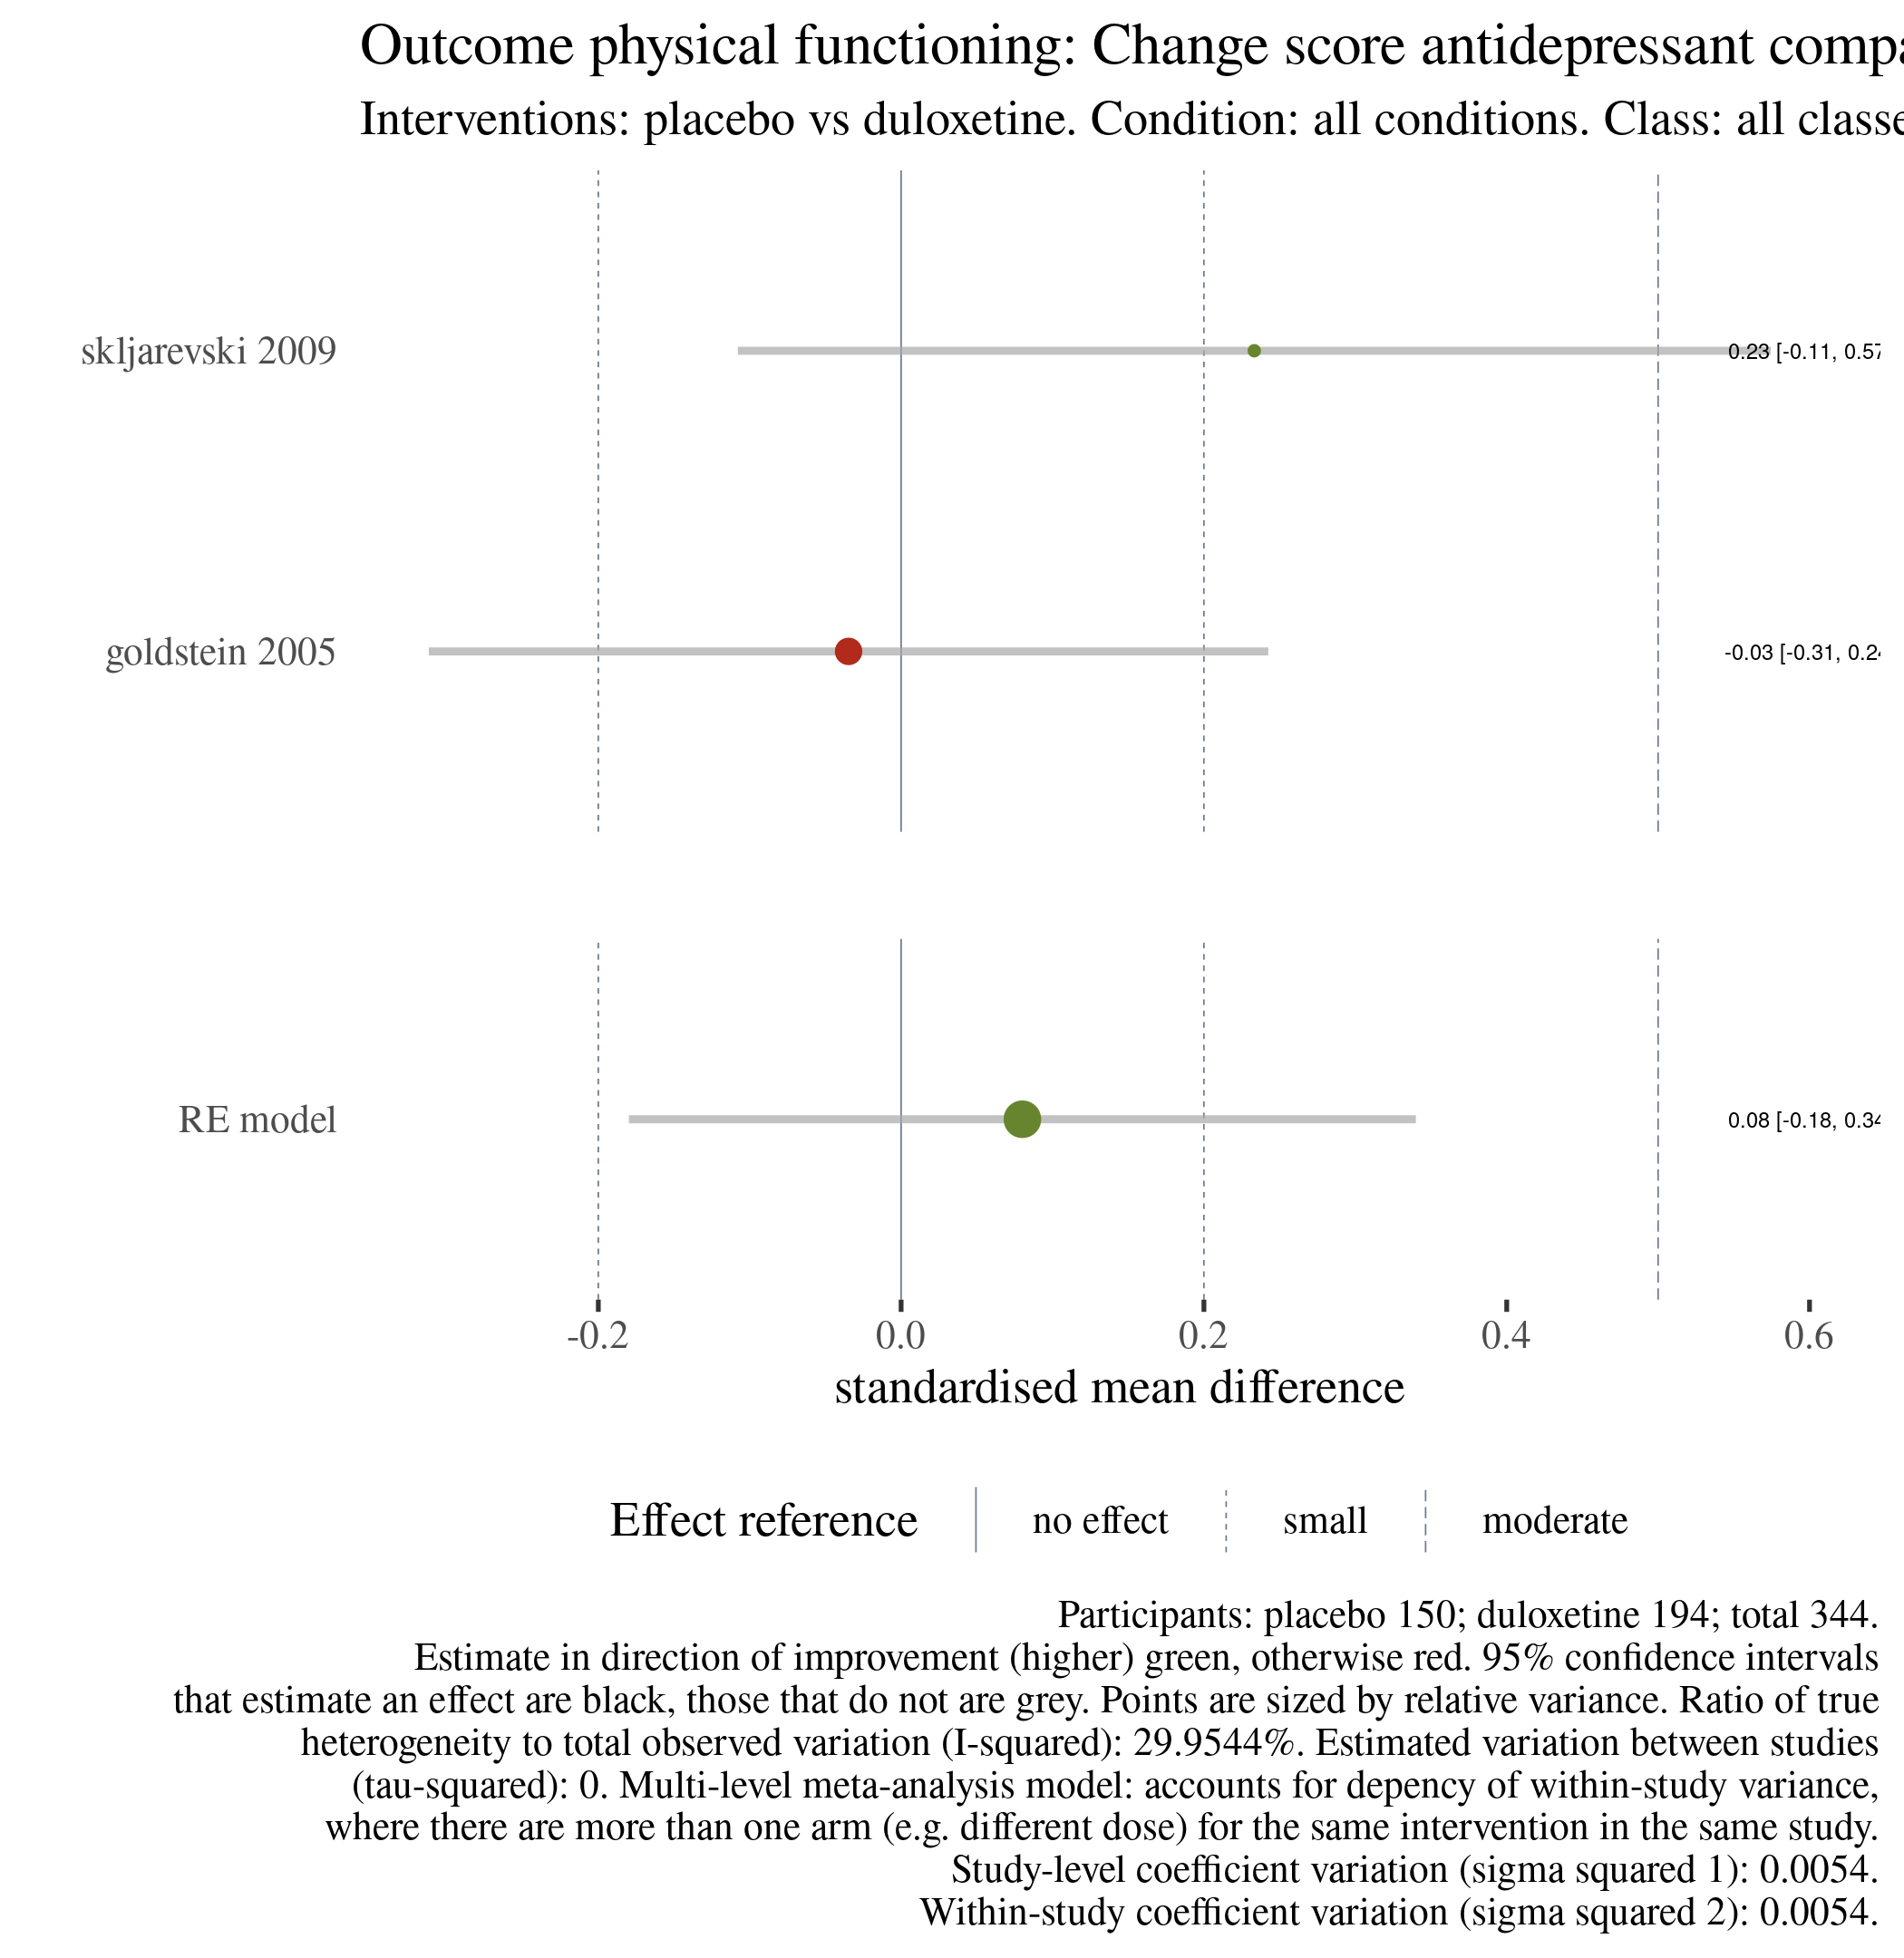 Outcome physical functioning: Change score antidepressant
Interventions: placebo vs duloxetine. Condition: all conditions. Class: all
skljarevski 2009
0.23 [-0.11, 0.57
goldstein 2005
-0.03 [-0.31,
RE model
0.08 [-0.18, 0.34
-0.2 0.0 0.2 0.4 0.6
standardised mean difference
Effect reference no effect small moderate
Participants: placebo 150; duloxetine 194; total 344.
Estimate in direction of improvement (higher) green, otherwise red. 95% confidence intervals
that estimate an effect are black, those that do not are grey. Points are sized by relative variance. Ratio of true
heterogeneity to total observed variation (I-squared): 29.9544%. Estimated variation between studies
(tau-squared): 0. Multi-level meta-analysis model: accounts for depency of within-study variance,
where there are more than one arm (e.g. different dose) for the same intervention in the same study.
Study-level coefficient variation (sigma squared 1): 0.0054.
Within-study coefficient variation (sigma squared 2): 0.0054.